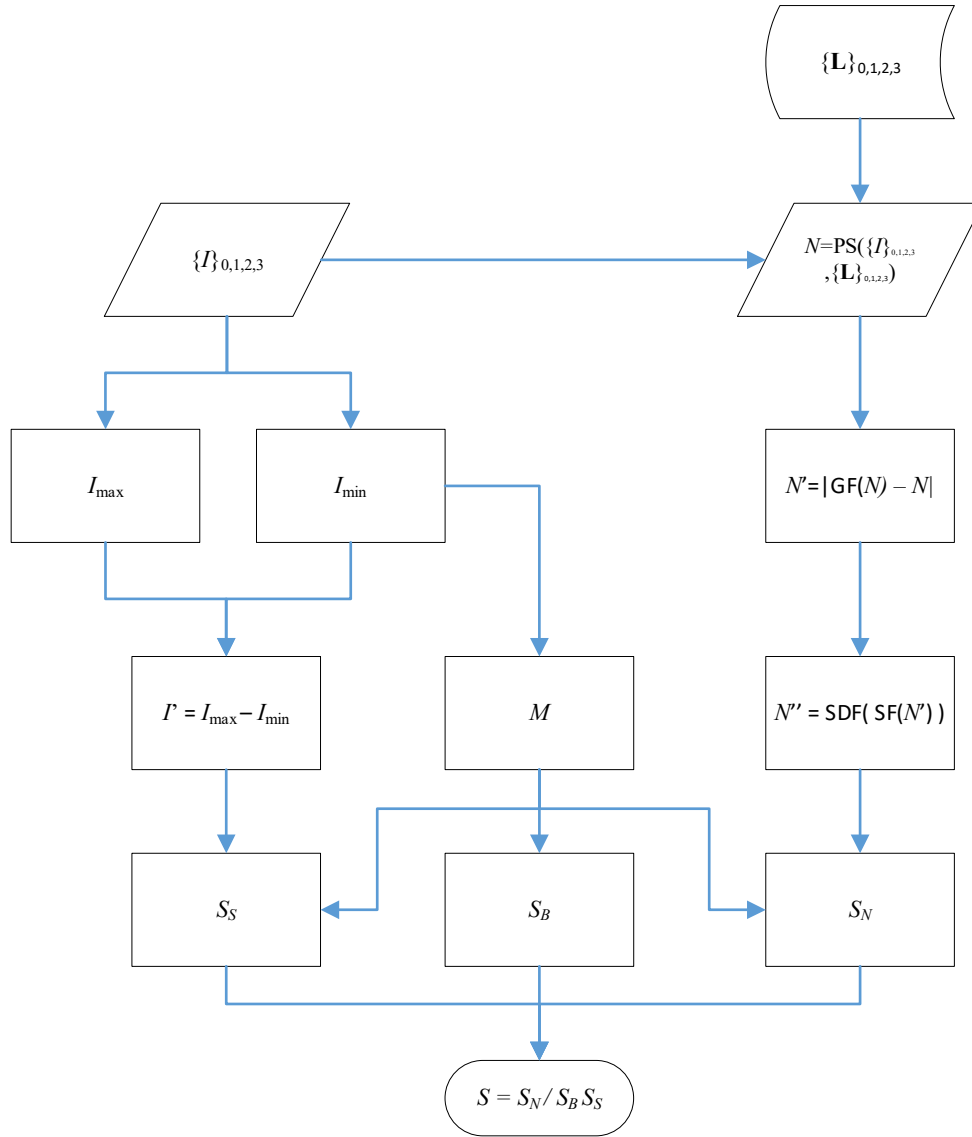 {L}0,1,2,3
{I}0,1,2,3
N=PS({I}0,1,2,3
,{L}0,1,2,3)
Imax
Imin
N'=|GF(N) – N|
I' = Imax – Imin
M
N'' = SDF( SF(N') )
SS
SB
SN
S = SN / SB SS